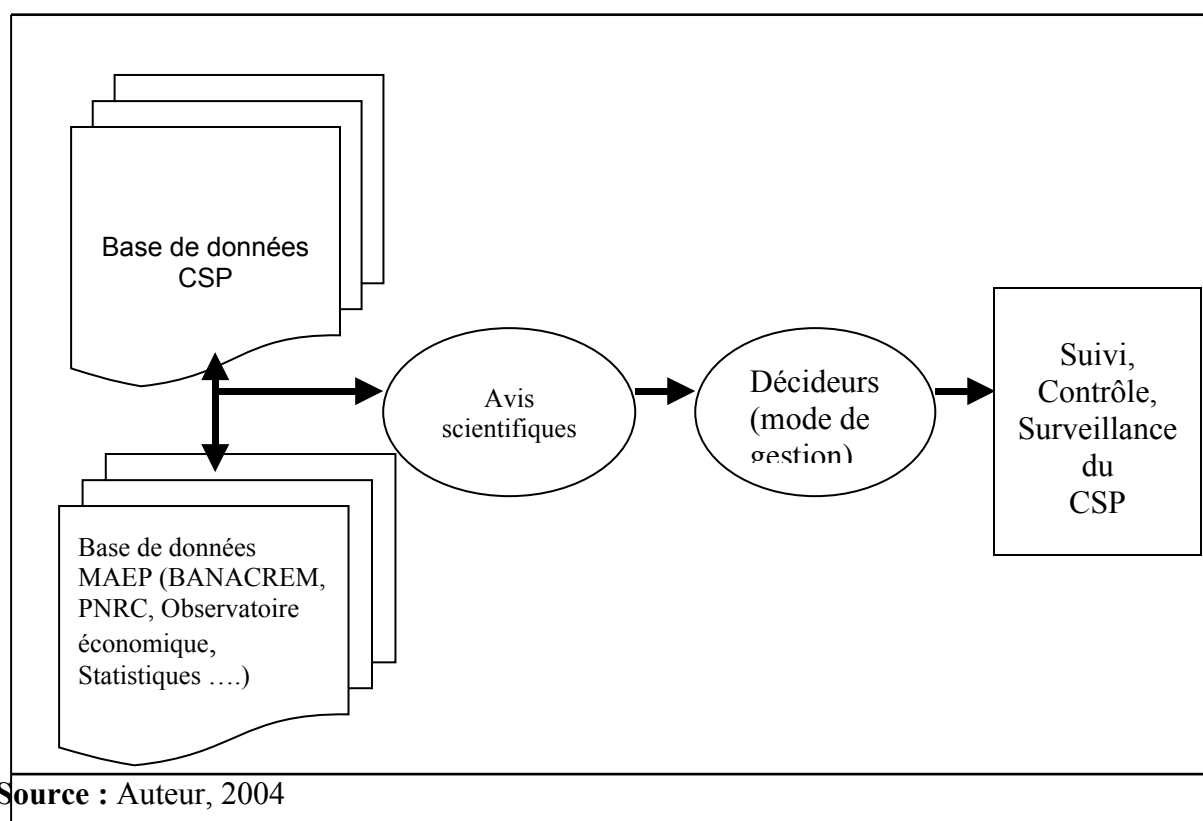 Base de données
CSP
Avis
scientifiques
Décideurs
(mode de
gestion)
Suivi,
Contrôle,
Surveillance
du
CSP
Base de données
MAEP (BANACREM,
PNRC, Observatoire
économique,
Statistiques ….)
Source : Auteur, 2004